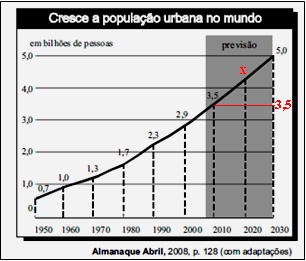 Cresce a população urbana no mundo
em bilhões de pessoas
previsão
5,0
5,0
x
4,0
3,5
3,5
3,0
2,9
2,3
2,0
1,7
1,3
1,0
1,0
0,7
0
1950 1960 1970 1980 1990 2000 2010 2020 2030
Almanaque Abril, 2008, p. 128 (com adaptações)